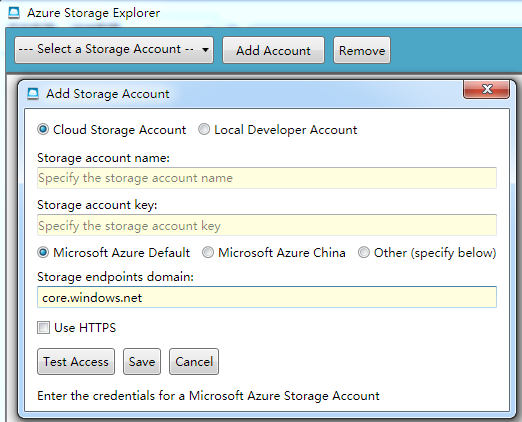 Azure Storage Explorer
--- Select a Storage Account --
Add Account
Remove
Add Storage Account
Cloud Storage Account
Local Developer Account
Storage account name:
Specify the storage account name
Storage account key:
Specify the storage account key
Microsoft Azure Default
Microsoft Azure China
Other (specify below)
Storage endpoints domain:
core.windows.net
Use HTTPS
Test Access
Save
Cancel
Enter the credentials for a Microsoft Azure Storage Account